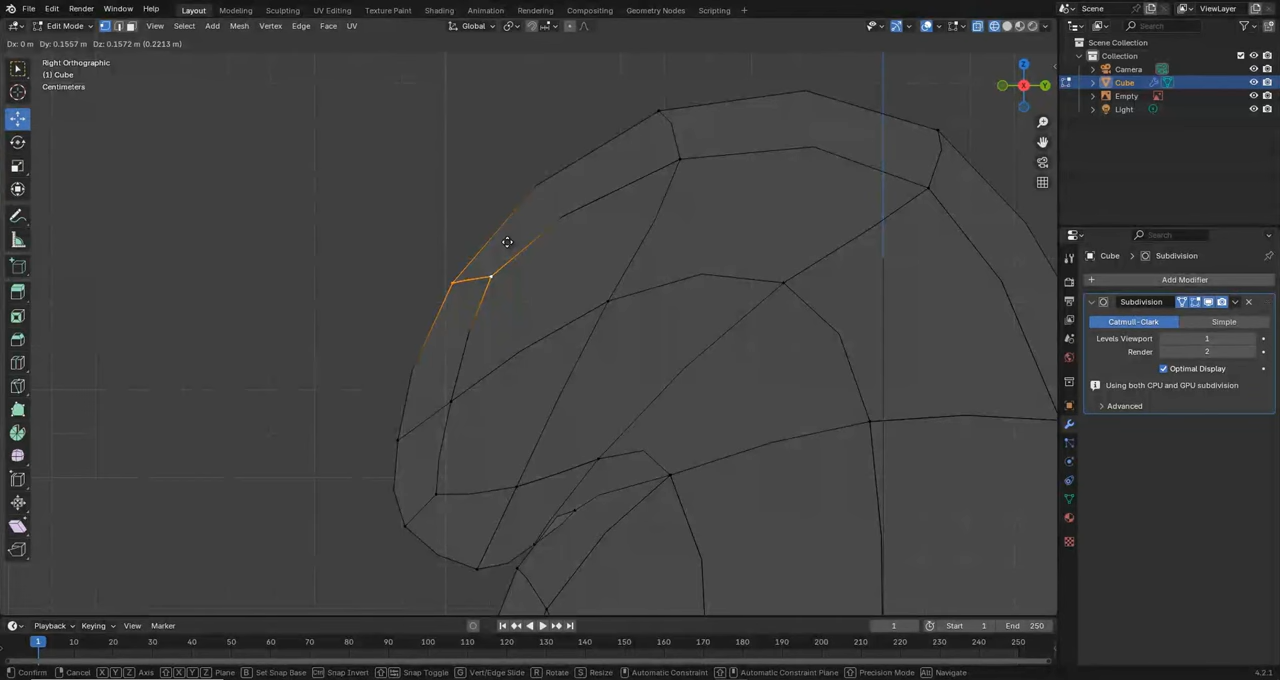 File Edit Render Window Help Layout Modeling Sculpting UV Editing Texture Paint Shading Animation Rendering Compositing Geometry Nodes Scripting + Scene ViewLayer
Edit Mode View Select Add Mesh Vertex Edge Face UV Global Search
Dx: 0 m Dy: 0.1557 m Dz: 0.1572 m (0.2213 m)
Right Orthographic
(1) Cube
Centimeters
Z
X
Y
Scene Collection
Collection
Camera
Cube
Empty
Light
Search
Cube > Subdivision
+ Add Modifier
Subdivision
Catmull-Clark Simple
Levels Viewport 1
Render 2
Optimal Display
Using both CPU and GPU subdivision
> Advanced
Playback Keying View Marker 1 Start 1 End 250
1 10 20 30 40 50 60 70 80 90 100 110 120 130 140 150 160 170 180 190 200 210 220 230 240 250
Confirm Cancel X Y Z Axis X Y Z Plane B Set Snap Base Ctrl Snap Invert Snap Toggle G Vert/Edge Slide R Rotate S Resize Automatic Constraint Automatic Constraint Plane Precision Mode Alt Navigate 4.2.1